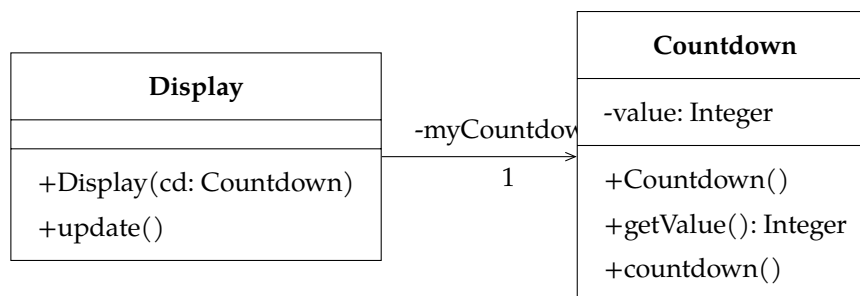 Display
+Display(cd: Countdown)
+update()
-myCountdow
1
Countdown
-value: Integer
+Countdown()
+getValue(): Integer
+countdown()